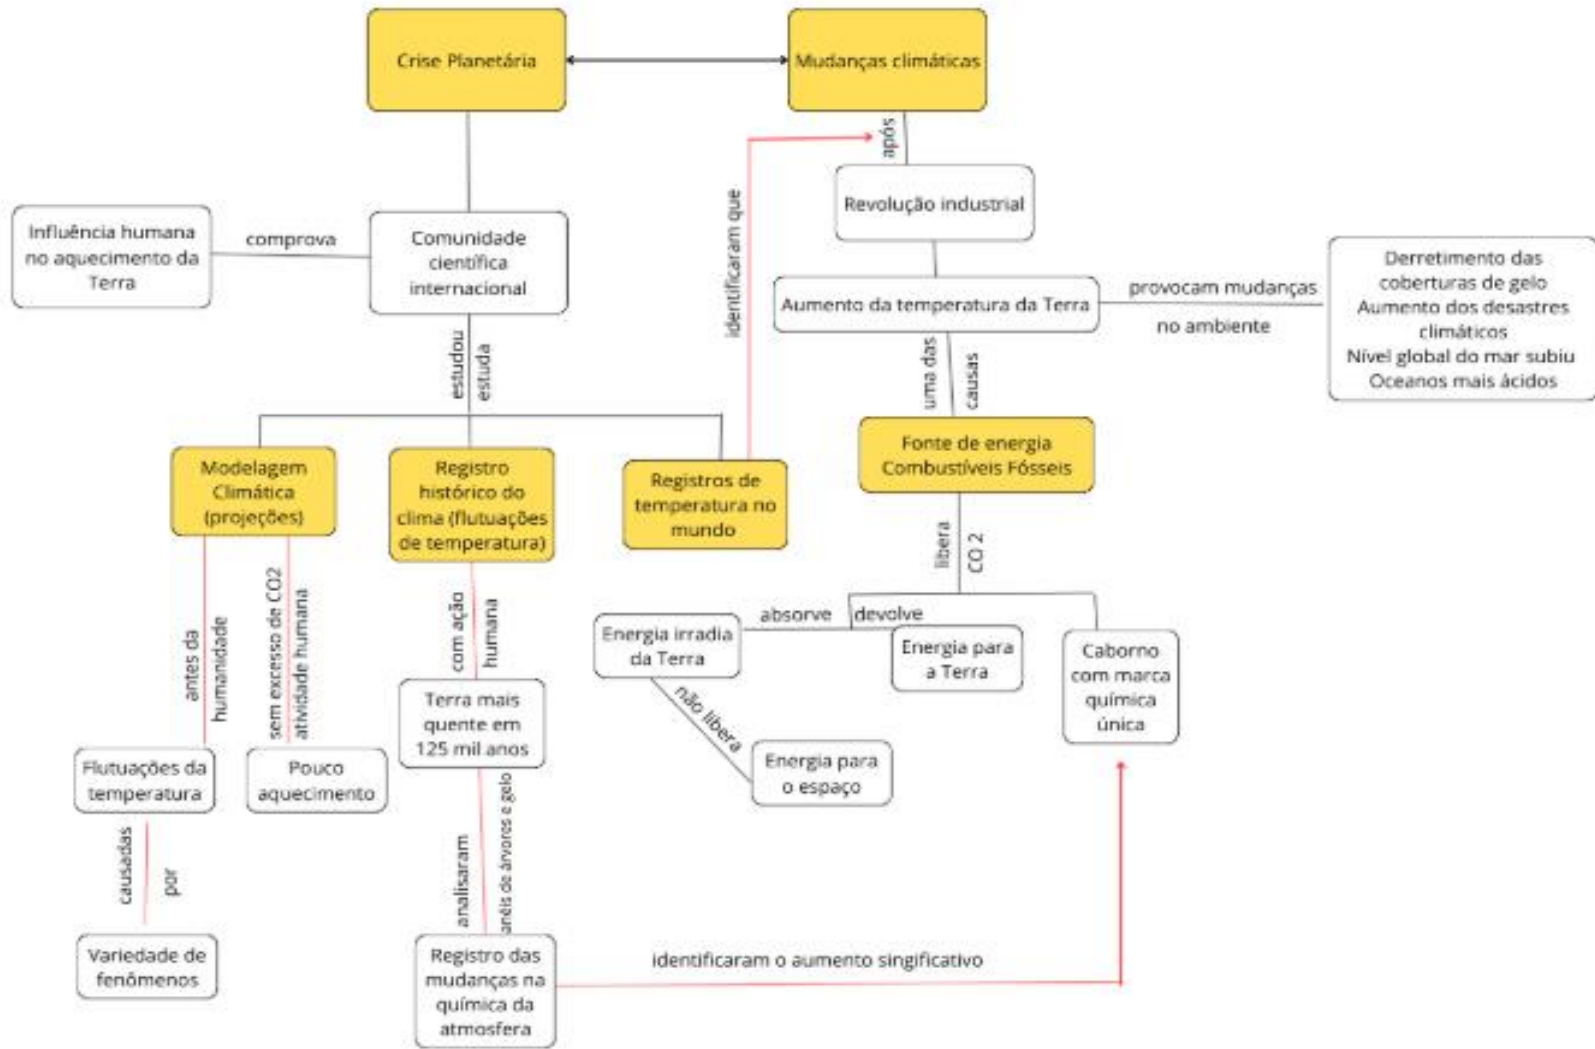 Crise Planetária
Mudanças climáticas
após
Revolução industrial
identificaram que
Influência humana
no aquecimento da
Terra
comprova
Comunidade
científica
internacional
Aumento da temperatura da Terra
provocam mudanças
no ambiente
Derretimento das
coberturas de gelo
Aumento dos desastres
climáticos
Nível global do mar subiu
Oceanos mais ácidos
estudou
estuda
uma das
causas
Modelagem
Climática
(projeções)
Registro
histórico do
clima (flutuações
de temperatura)
Registros de
temperatura no
mundo
Fonte de energia
Combustíveis Fósseis
libera
CO 2
antes da
humanidade
sem excesso de CO2
atividade humana
com ação
humana
absorve
devolve
Energia irradia
da Terra
Energia para
a Terra
Caborno
com marca
química
única
não libera
Energia para
o espaço
Flutuações da
temperatura
Pouco
aquecimento
Terra mais
quente em
125 mil anos
causadas
por
analisaram
anéis de árvores e gelo
Variedade de
fenômenos
Registro das
mudanças na
química da
atmosfera
identificaram o aumento singificativo